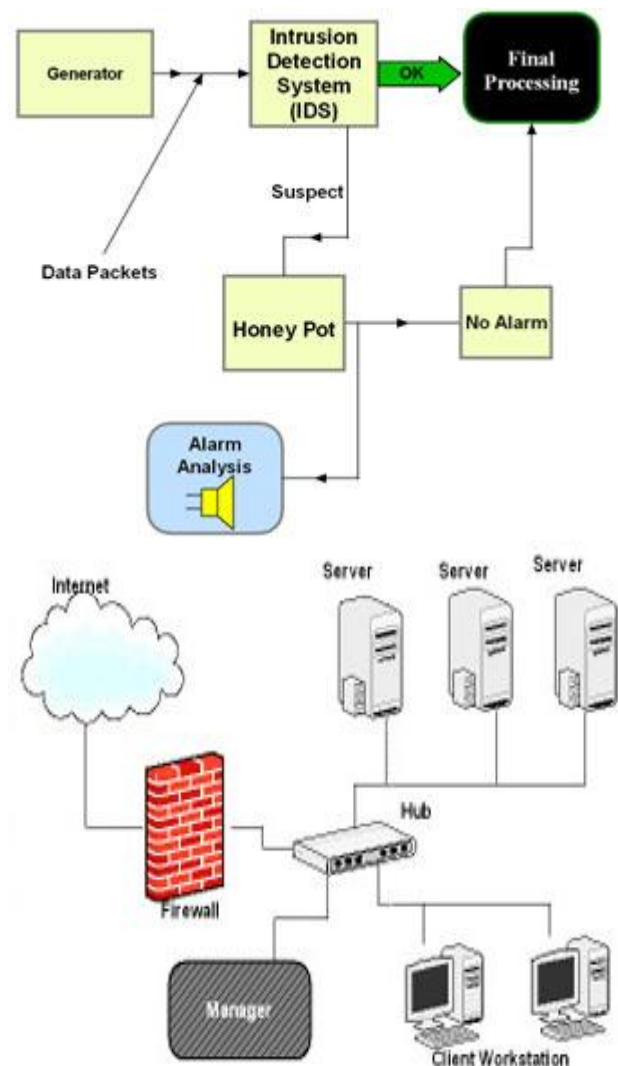 Generator
Intrusion
Detection
System
(IDS)
OK
Final
Processing
Suspect
Data Packets
Honey Pot
No Alarm
Alarm
Analysis
Internet
Server
Server
Server
Hub
Firewall
Manager
Client Workstation